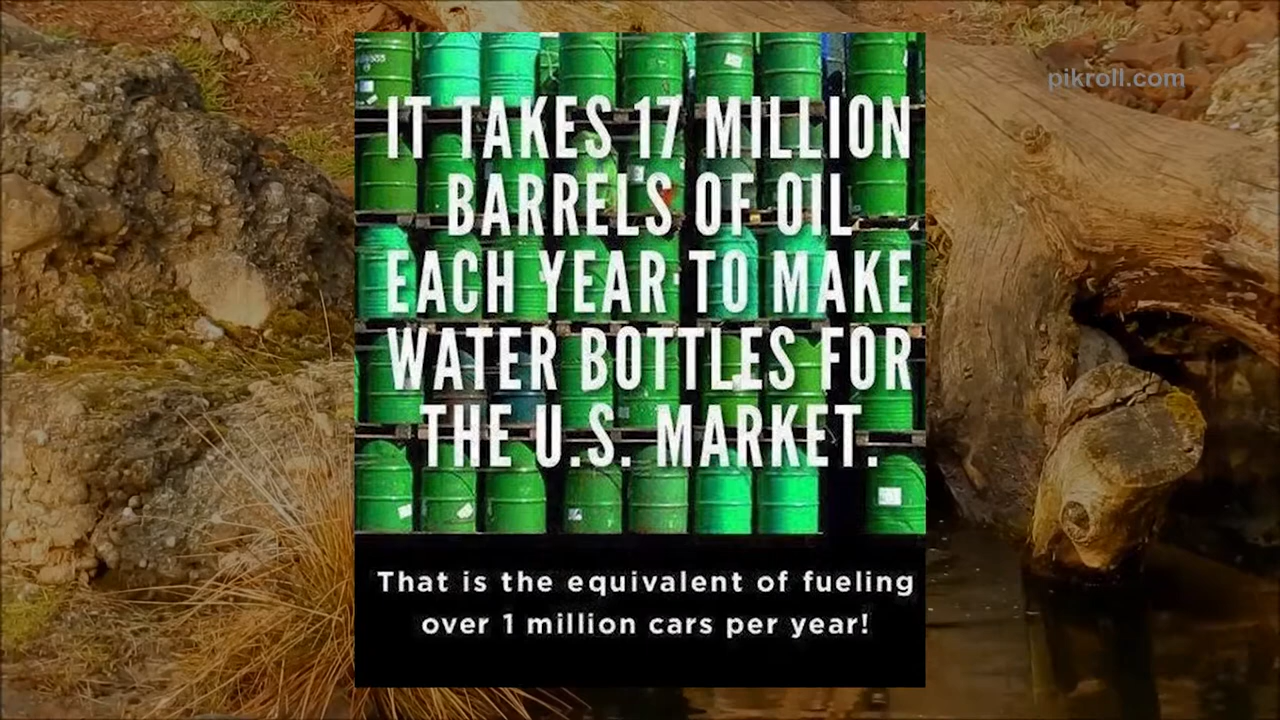 pikroll.com
IT TAKES 17 MILLION
BARRELS OF OIL
EACH YEAR TO MAKE
WATER BOTTLES FOR
THE U.S. MARKET.
That is the equivalent of fueling
over 1 million cars per year!